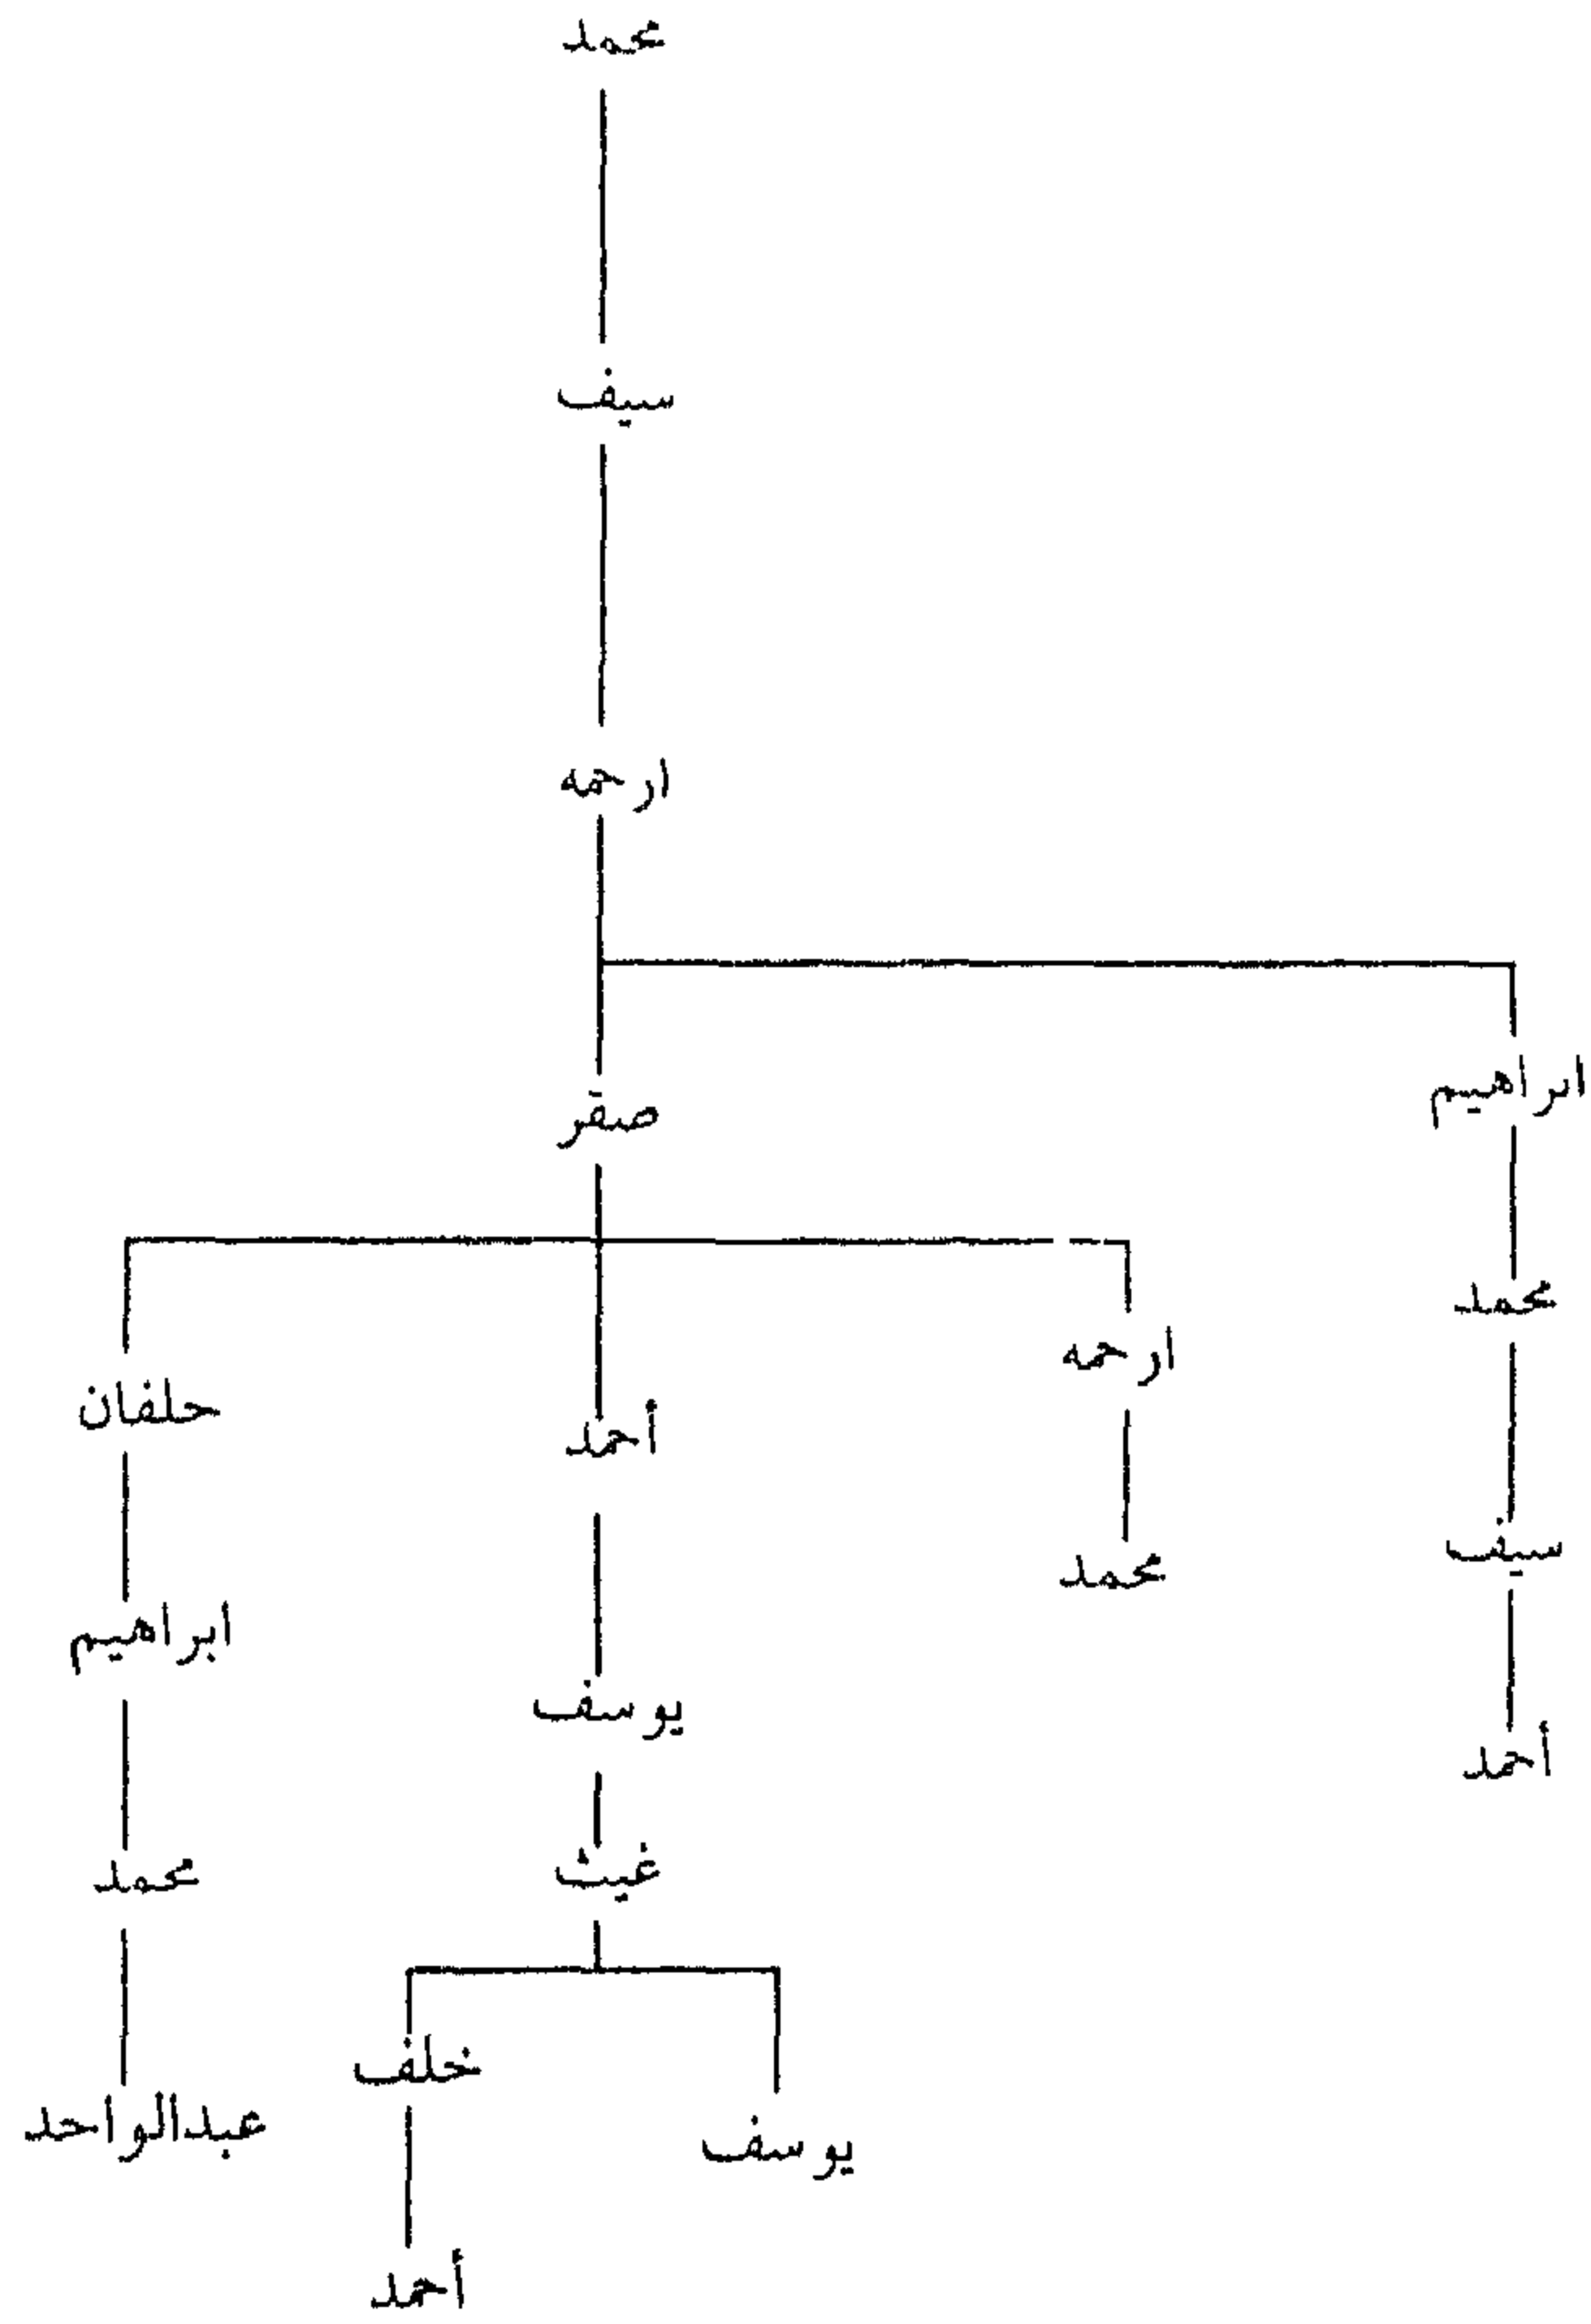 محمد
سيف
ارحمه
ابراهيم
صقر
محمد
ارحمه
أحمد
حلفان
سيف
محمد
ابراهيم
يوسف
أحمد
غيث
محمد
خلف
يوسف
عبدالواحد
أحمد